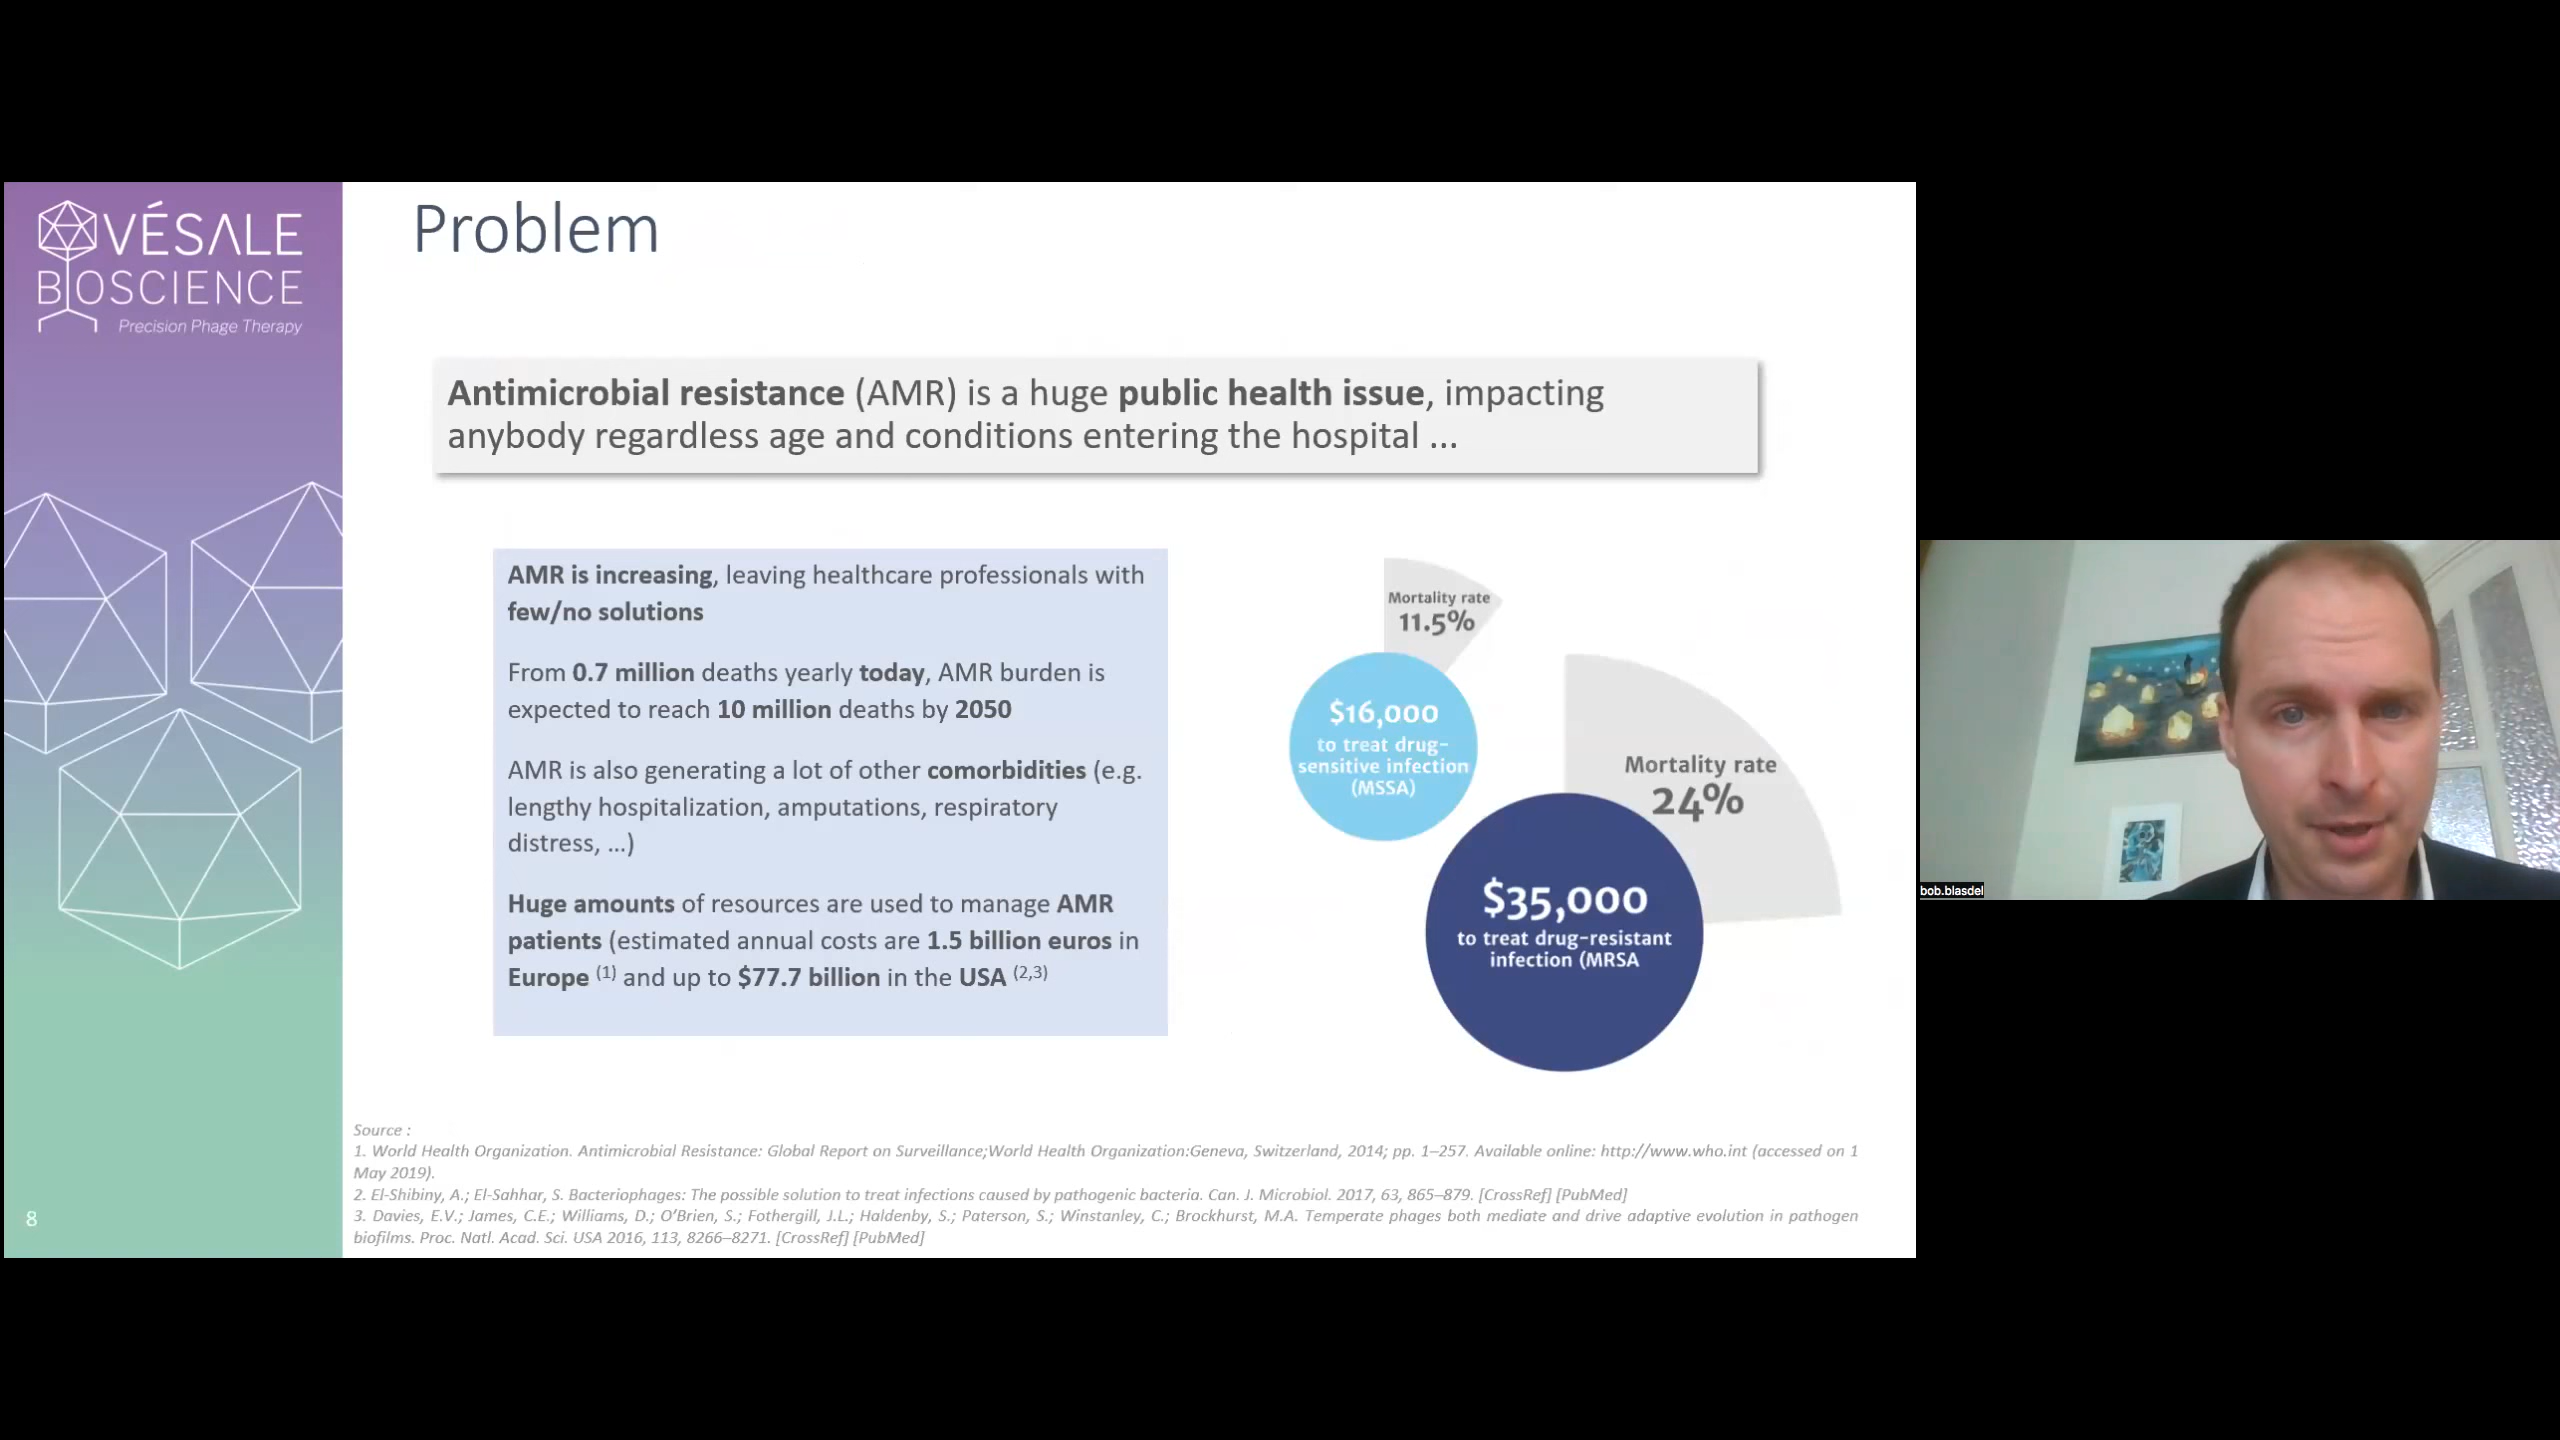 VÉSALE
BIOSCIENCE
Precision Phage Therapy
Problem
Antimicrobial resistance (AMR) is a huge public health issue, impacting
anybody regardless age and conditions entering the hospital ...
AMR is increasing, leaving healthcare professionals with
few/no solutions
From 0.7 million deaths yearly today, AMR burden is
expected to reach 10 million deaths by 2050
AMR is also generating a lot of other comorbidities (e.g.
lengthy hospitalization, amputations, respiratory
distress, ...)
Huge amounts of resources are used to manage AMR
patients (estimated annual costs are 1.5 billion euros in
Europe (1) and up to $77.7 billion in the USA (2,3)
Mortality rate
11.5%
$16,000
to treat drug-
sensitive infection
(MSSA)
Mortality rate
24%
$35,000
to treat drug-resistant
infection (MRSA
Source :
1. World Health Organization. Antimicrobial Resistance: Global Report on Surveillance;World Health Organization:Geneva, Switzerland, 2014; pp. 1–257. Available online: http://www.who.int (accessed on 1
May 2019).
2. El-Shibiny, A.; El-Sahhar, S. Bacteriophages: The possible solution to treat infections caused by pathogenic bacteria. Can. J. Microbiol. 2017, 63, 865–879. [CrossRef] [PubMed]
3. Davies, E.V.; James, C.E.; Williams, D.; O’Brien, S.; Fothergill, J.L.; Haldenby, S.; Paterson, S.; Winstanley, C.; Brockhurst, M.A. Temperate phages both mediate and drive adaptive evolution in pathogen
biofilms. Proc. Natl. Acad. Sci. USA 2016, 113, 8266–8271. [CrossRef] [PubMed]
8
bob.blasdel